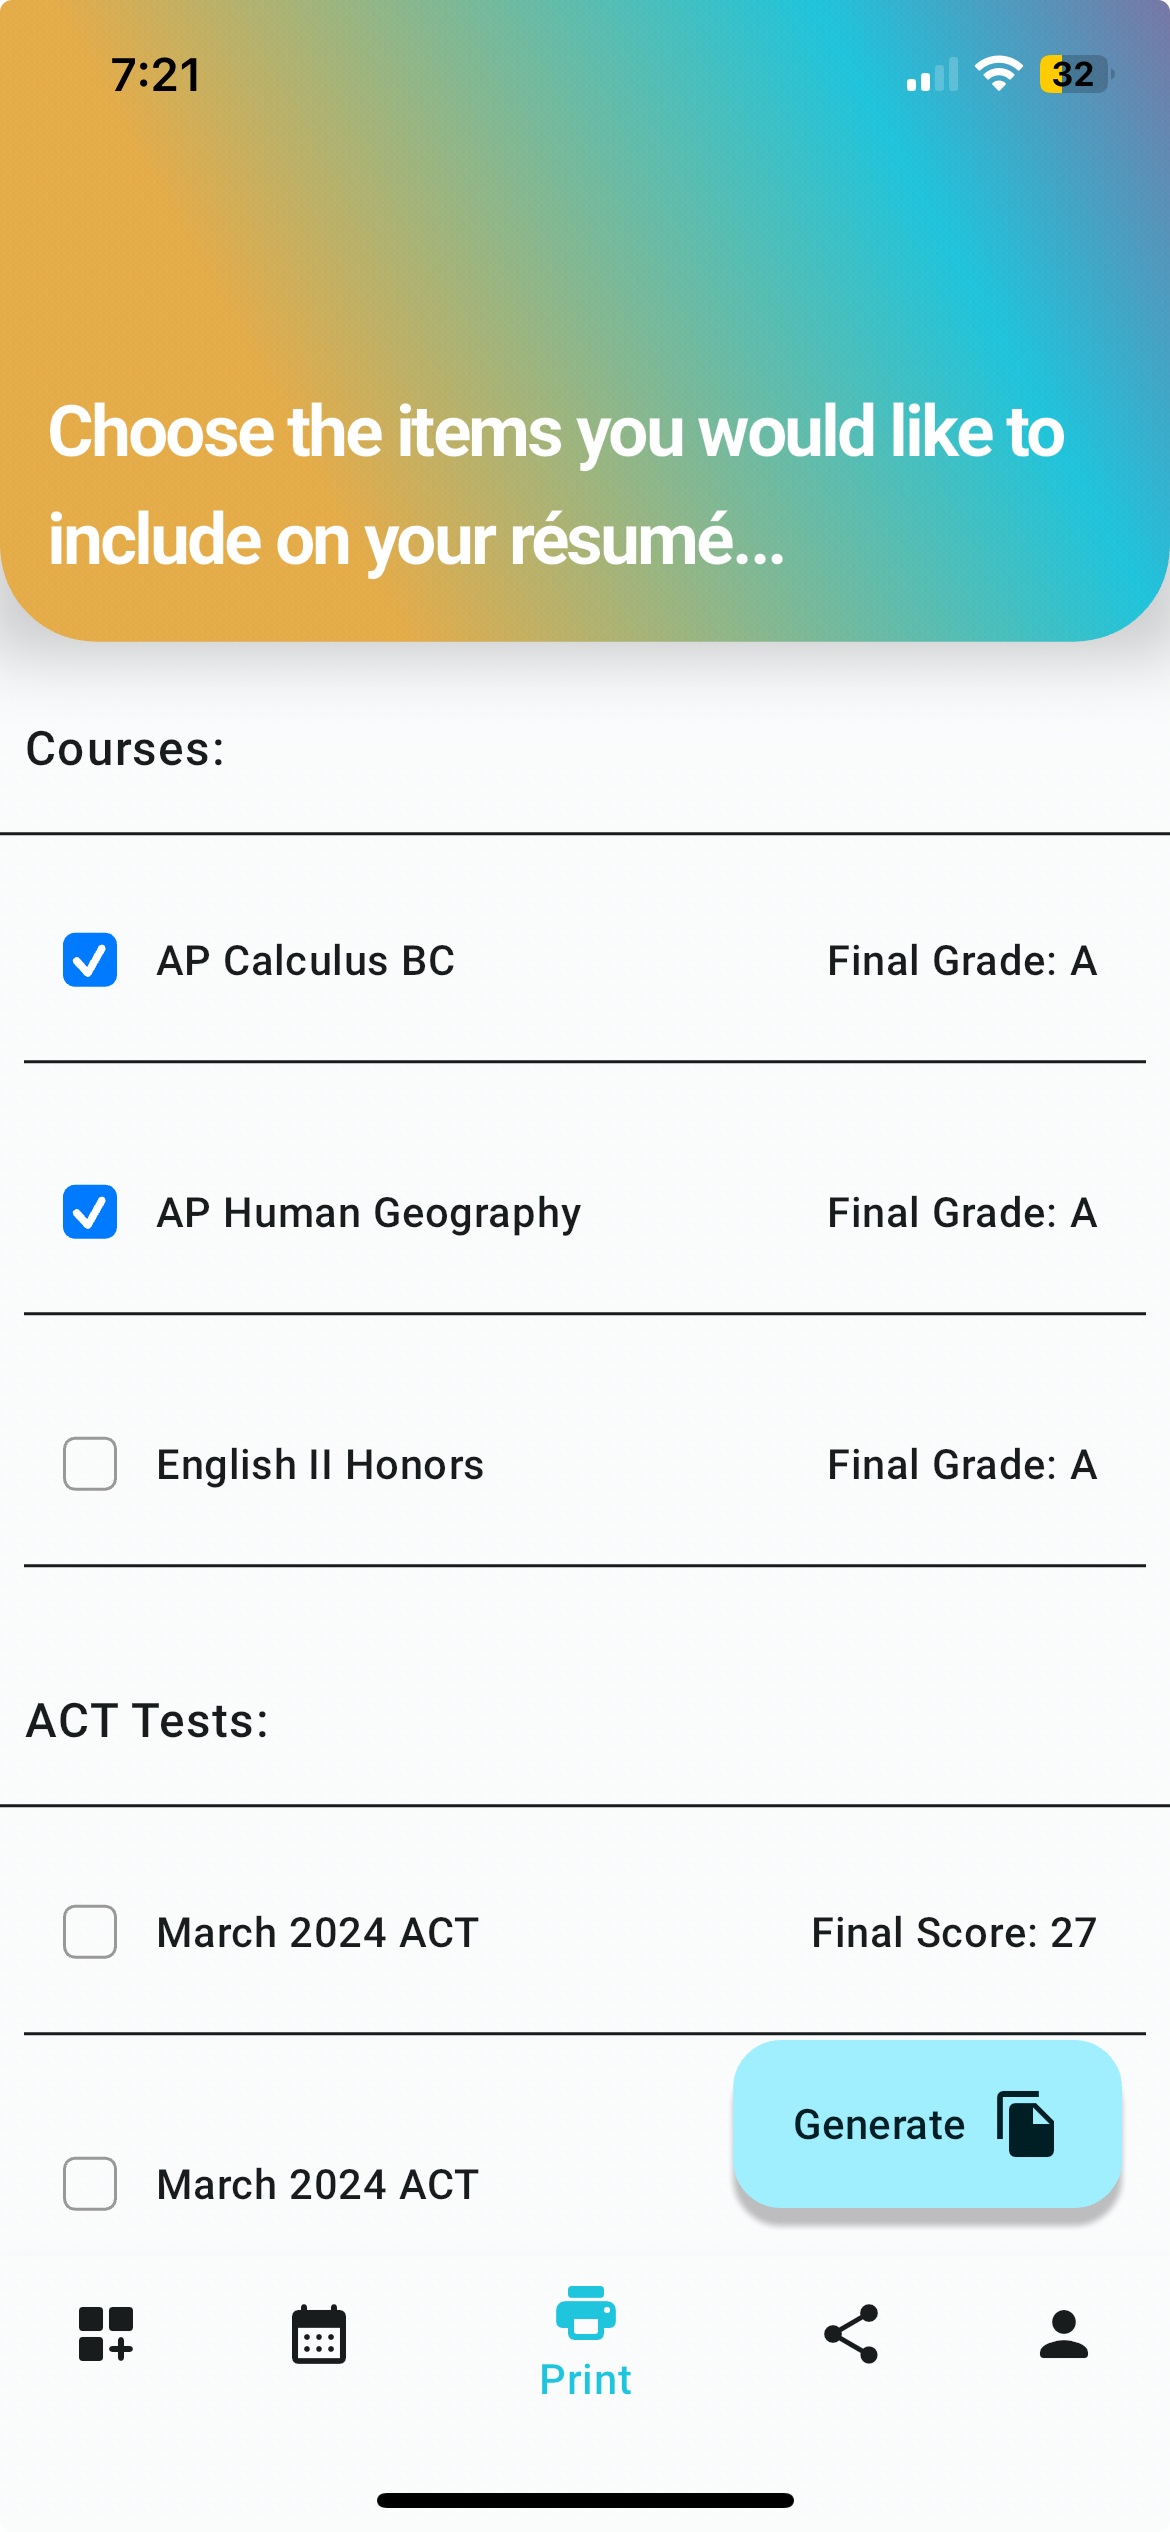 7:21
32
Choose the items you would like to
include on your résumé...
Courses:
AP Calculus BC Final Grade: A
AP Human Geography Final Grade: A
English II Honors Final Grade: A
ACT Tests:
March 2024 ACT Final Score: 27
March 2024 ACT
Generate
Print